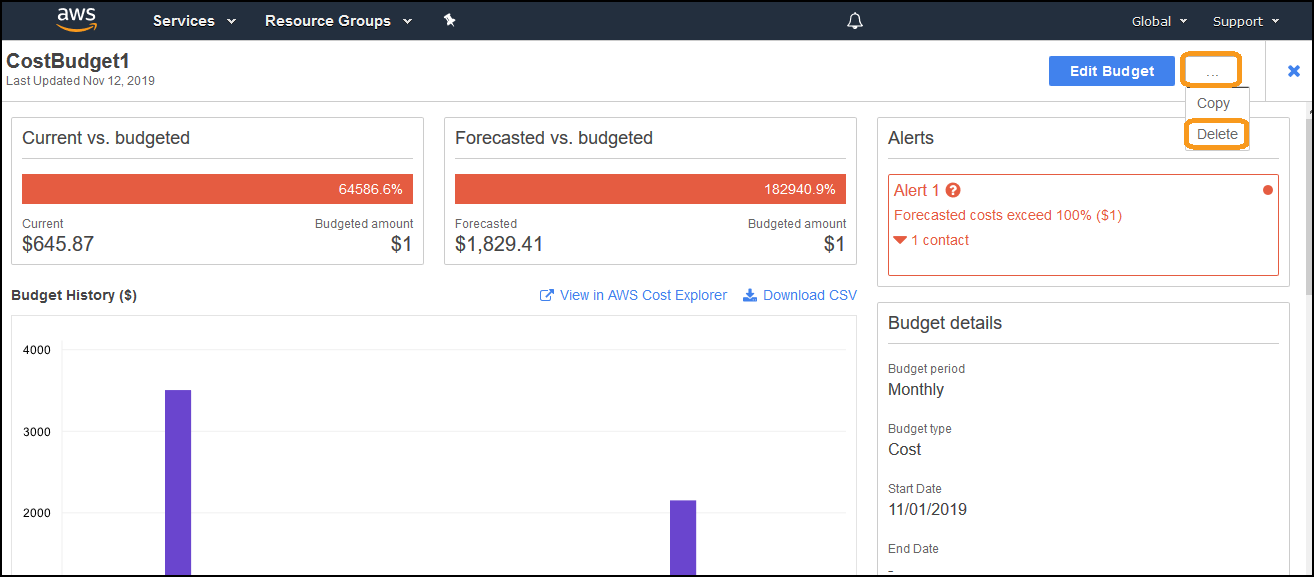 aws Services Resource Groups Global Support
CostBudget1
Last Updated Nov 12, 2019
Edit Budget ...
Copy
Delete
Current vs. budgeted
64586.6%
Current Budgeted amount
$645.87 $1
Forecasted vs. budgeted
182940.9%
Forecasted Budgeted amount
$1,829.41 $1
Alerts
Alert 1 ?
Forecasted costs exceed 100% ($1)
1 contact
Budget History ($) View in AWS Cost Explorer Download CSV
4000
3000
2000
Budget details
Budget period
Monthly
Budget type
Cost
Start Date
11/01/2019
End Date
-